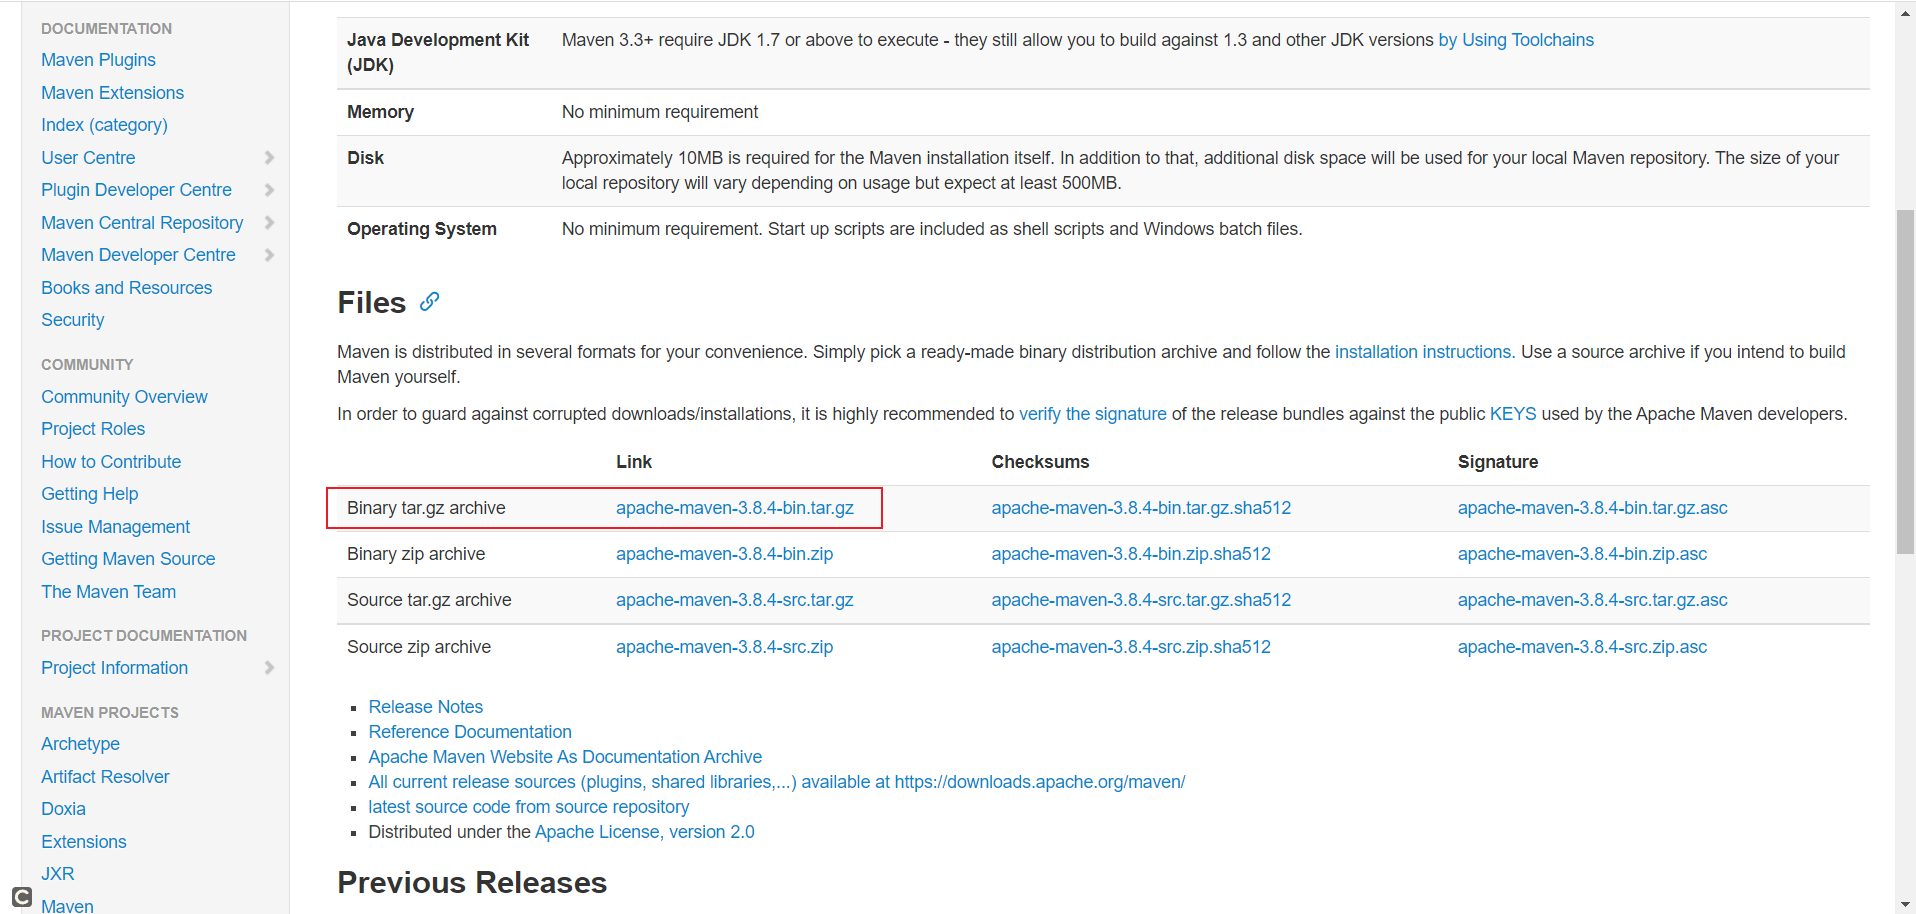 DOCUMENTATION
Maven Plugins
Maven Extensions
Index (category)
User Centre
Plugin Developer Centre
Maven Central Repository
Maven Developer Centre
Books and Resources
Security
COMMUNITY
Community Overview
Project Roles
How to Contribute
Getting Help
Issue Management
Getting Maven Source
The Maven Team
PROJECT DOCUMENTATION
Project Information
MAVEN PROJECTS
Archetype
Artifact Resolver
Doxia
Extensions
JXR
Maven
Java Development Kit Maven 3.3+ require JDK 1.7 or above to execute - they still allow you to build against 1.3 and other JDK versions by Using Toolchains
(JDK)
Memory No minimum requirement
Disk Approximately 10MB is required for the Maven installation itself. In addition to that, additional disk space will be used for your local Maven repository. The size of your
local repository will vary depending on usage but expect at least 500MB.
Operating System No minimum requirement. Start up scripts are included as shell scripts and Windows batch files.
Files
Maven is distributed in several formats for your convenience. Simply pick a ready-made binary distribution archive and follow the installation instructions. Use a source archive if you intend to build
Maven yourself.
In order to guard against corrupted downloads/installations, it is highly recommended to verify the signature of the release bundles against the public KEYS used by the Apache Maven developers.
Link Checksums Signature
Binary tar.gz archive apache-maven-3.8.4-bin.tar.gz apache-maven-3.8.4-bin.tar.gz.sha512 apache-maven-3.8.4-bin.tar.gz.asc
Binary zip archive apache-maven-3.8.4-bin.zip apache-maven-3.8.4-bin.zip.sha512 apache-maven-3.8.4-bin.zip.asc
Source tar.gz archive apache-maven-3.8.4-src.tar.gz apache-maven-3.8.4-src.tar.gz.sha512 apache-maven-3.8.4-src.tar.gz.asc
Source zip archive apache-maven-3.8.4-src.zip apache-maven-3.8.4-src.zip.sha512 apache-maven-3.8.4-src.zip.asc
Release Notes
Reference Documentation
Apache Maven Website As Documentation Archive
All current release sources (plugins, shared libraries,...) available at https://downloads.apache.org/maven/
latest source code from source repository
Distributed under the Apache License, version 2.0
Previous Releases
C